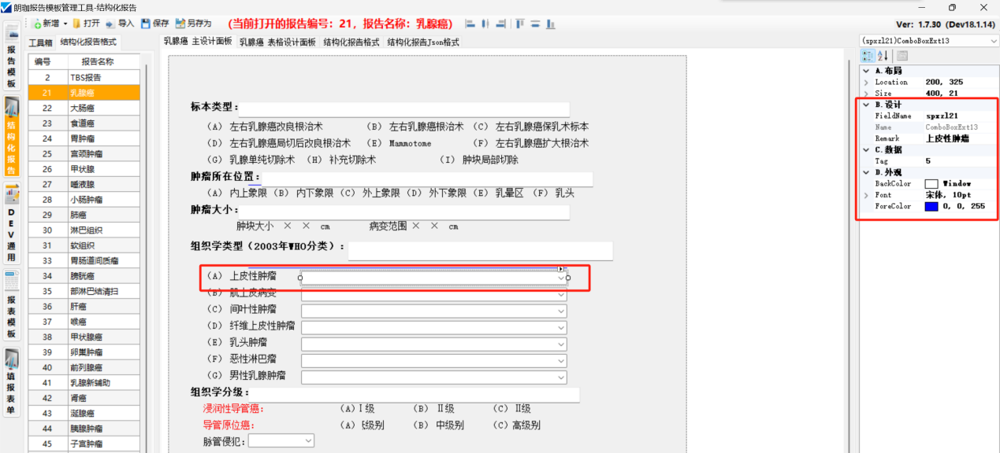 朗珈报告模板管理工具-结构化报告
新增 打开 导入 保存 另存为 (当前打开的报告编号：21，报告名称：乳腺癌)
Ver: 1.7.30 (Dev18.1.14)
报告模板
结构化报告
DEV通用
报表模板
填报表单
工具箱 结构化报告格式
编号 报告名称
2 TBS报告
21 乳腺癌
22 大肠癌
23 食道癌
24 胃肿瘤
25 宫颈肿瘤
26 甲状腺
27 唾液腺
28 小肠肿瘤
29 肺癌
30 淋巴组织
31 软组织
33 胃肠道间质瘤
34 膀胱癌
35 部淋巴结清扫
36 肝癌
37 喉癌
38 甲状腺癌
39 卵巢肿瘤
40 前列腺癌
41 乳腺新辅助
42 肾癌
43 涎腺癌
44 胰腺肿瘤
45 子宫肿瘤
乳腺癌 主设计面板 乳腺癌 表格设计面板 结构化报告格式 结构化报告Json格式
标本类型：
(A) 左右乳腺癌改良根治术 (B) 左右乳腺癌根治术 (C) 左右乳腺癌保乳术标本
(D) 左右乳腺癌局切后改良根治术 (E) Mammotome (F) 左右乳腺癌扩大根治术
(G) 乳腺单纯切除术 (H) 补充切除术 (I) 肿块局部切除
肿瘤所在位置：
(A) 内上象限 (B) 内下象限 (C) 外上象限 (D) 外下象限 (E) 乳晕区 (F) 乳头
肿瘤大小：
肿块大小 × × cm 病变范围 × × cm
组织学类型（2003年WHO分类）：
(A) 上皮性肿瘤
(B) 肌上皮病变
(C) 间叶性肿瘤
(D) 纤维上皮性肿瘤
(E) 乳头肿瘤
(F) 恶性淋巴瘤
(G) 男性乳腺肿瘤
组织学分级：
浸润性导管癌： (A) I 级 (B) II级 (C) II级
导管原位癌： (A) 级别 (B) 中级别 (C) 高级别
脉管侵犯：
(spxzl21)ComboBoxExt13
A.布局
Location 200, 325
Size 400, 21
B.设计
FieldName spxzl21
Name ComboBoxExt13
Remark 上皮性肿瘤
C.数据
Tag 5
D.外观
BackColor Window
Font 宋体, 10pt
ForeColor 0, 0, 255